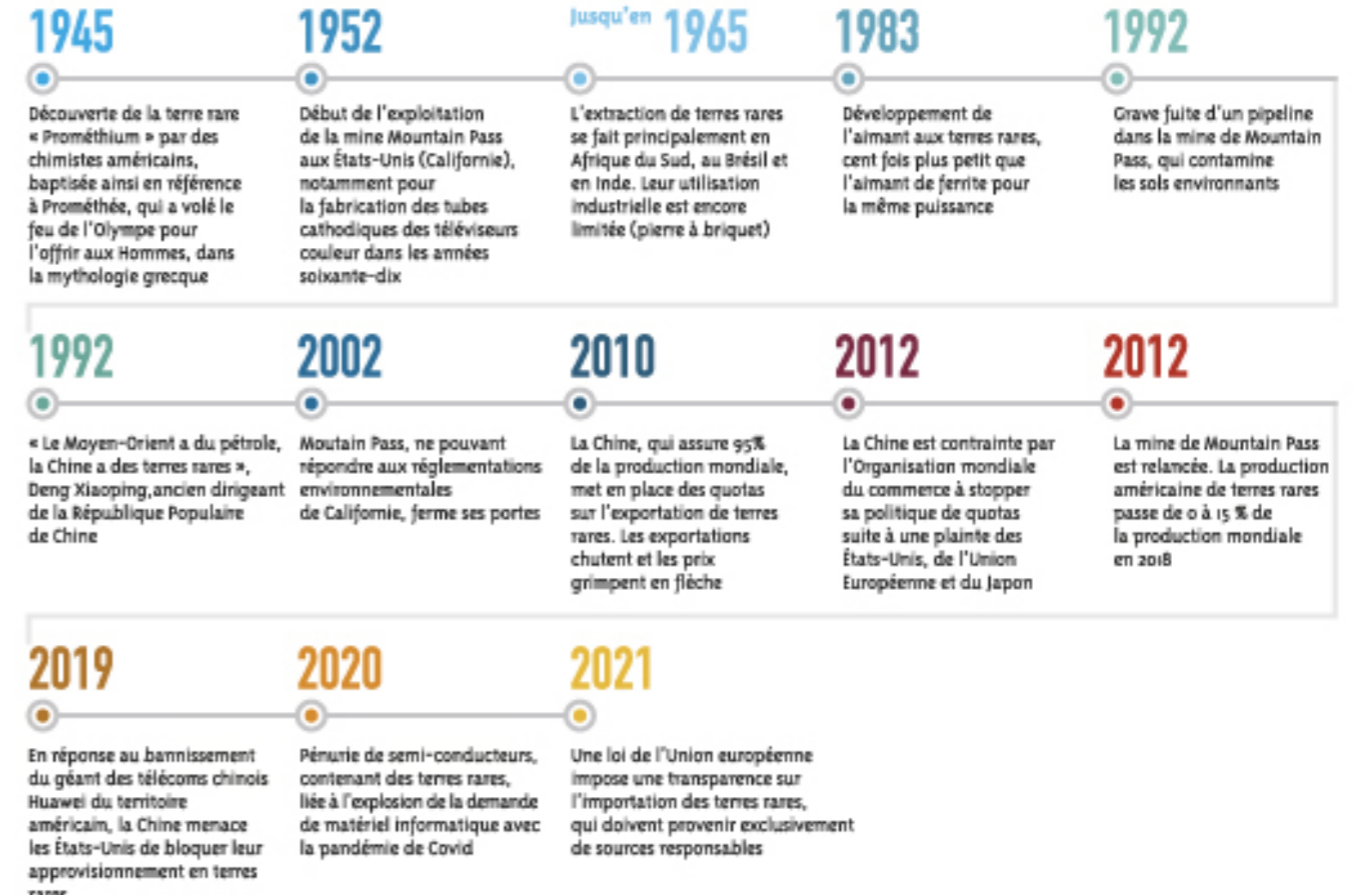 1945
Découverte de la terre rare
« Prométhium » par des
chimistes américains,
baptisée ainsi en référence
à Prométhée, qui a volé le
feu de l'Olympe pour
l'offrir aux Hommes, dans
la mythologie grecque
1952
Début de l'exploitation
de la mine Mountain Pass
aux États-Unis (Californie),
notamment pour
la fabrication des tubes
cathodiques des téléviseurs
couleur dans les années
soixante-dix
Jusqu'en 1965
L'extraction de terres rares
se fait principalement en
Afrique du Sud, au Brésil et
en Inde. Leur utilisation
industrielle est encore
limitée (pierre à briquet)
1983
Développement de
l'aimant aux terres rares,
cent fois plus petit que
l'aimant de ferrite pour
la même puissance
1992
Grave fuite d'un pipeline
dans la mine de Mountain
Pass, qui contamine
les sols environnants
1992
« Le Moyen-Orient a du pétrole,
la Chine a des terres rares »,
Deng Xiaoping,ancien dirigeant
de la République Populaire
de Chine
2002
Moutain Pass, ne pouvant
répondre aux réglementations
environnementales
de Californie, ferme ses portes
2010
La Chine, qui assure 95%
de la production mondiale,
met en place des quotas
sur l'exportation de terres
rares. Les exportations
chutent et les prix
grimpent en flèche
2012
La Chine est contrainte par
l'Organisation mondiale
du commerce à stopper
sa politique de quotas
suite à une plainte des
États-Unis, de l'Union
Européenne et du Japon
2012
La mine de Mountain Pass
est relancée. La production
américaine de terres rares
passe de 0 à 15 % de
la production mondiale
en 2018
2019
En réponse au bannissement
du géant des télécoms chinois
Huawei du territoire
américain, la Chine menace
les États-Unis de bloquer leur
approvisionnement en terres
rares
2020
Pénurie de semi-conducteurs,
contenant des terres rares,
liée à l'explosion de la demande
de matériel informatique avec
la pandémie de Covid
2021
Une loi de l'Union européenne
impose une transparence sur
l'importation des terres rares,
qui doivent provenir exclusivement
de sources responsables